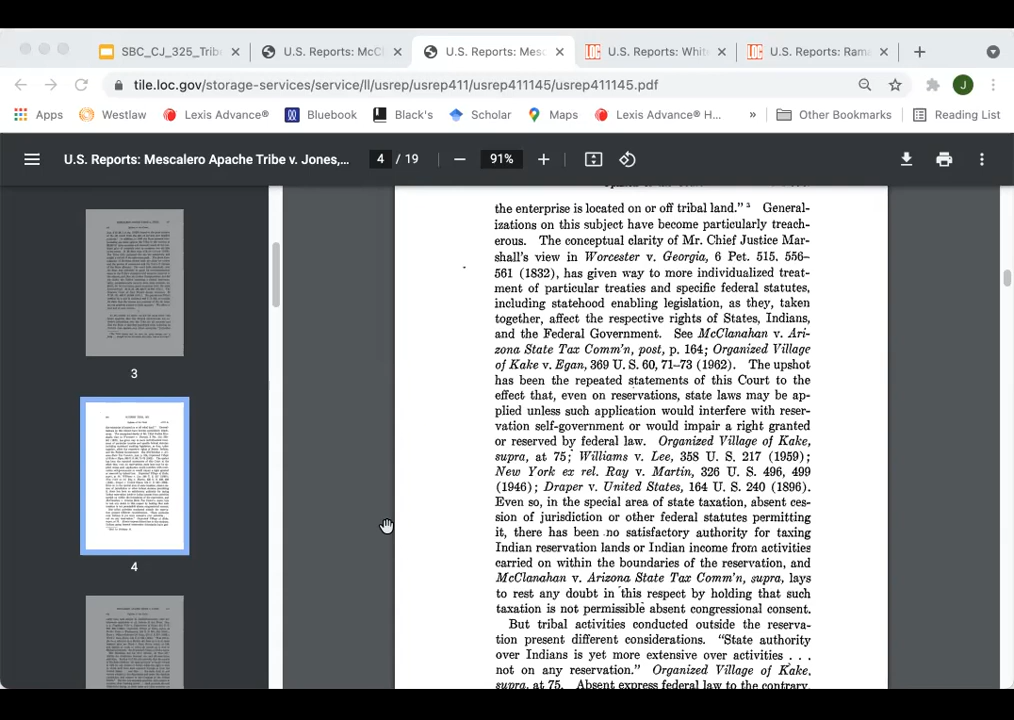 SBC_CJ_325_Trib
U.S. Reports: McCl
U.S. Reports: Mes
U.S. Reports: Whit
U.S. Reports: Rama
tile.loc.gov/storage-services/service/ll/usrep/usrep411/usrep411145/usrep411145.pdf
J
Apps
Westlaw
Lexis Advance®
Bluebook
Black's
Scholar
Maps
Lexis Advance® H...
»
Other Bookmarks
Reading List
U.S. Reports: Mescalero Apache Tribe v. Jones,...
4 / 19
91%
the enterprise is located on or off tribal land." ⁵ General-
izations on this subject have become particularly treach-
erous. The conceptual clarity of Mr. Chief Justice Mar-
shall's view in Worcester v. Georgia, 6 Pet. 515, 556–
561 (1832), has given way to more individualized treat-
ment of particular treaties and specific federal statutes,
including statehood enabling legislation, as they, taken
together, affect the respective rights of States, Indians,
and the Federal Government. See McClanahan v. Ari-
zona State Tax Comm'n, post, p. 164; Organized Village
of Kake v. Egan, 369 U. S. 60, 71–73 (1962). The upshot
has been the repeated statements of this Court to the
effect that, even on reservations, state laws may be ap-
plied unless such application would interfere with reser-
vation self-government or would impair a right granted
or reserved by federal law. Organized Village of Kake,
supra, at 75; Williams v. Lee, 358 U. S. 217 (1959);
New York ex rel. Ray v. Martin, 326 U. S. 496, 499
(1946); Draper v. United States, 164 U. S. 240 (1896).
Even so, in the special area of state taxation, absent ces-
sion of jurisdiction or other federal statutes permitting
it, there has been no satisfactory authority for taxing
Indian reservation lands or Indian income from activities
carried on within the boundaries of the reservation, and
McClanahan v. Arizona State Tax Comm'n, supra, lays
to rest any doubt in this respect by holding that such
taxation is not permissible absent congressional consent.
But tribal activities conducted outside the reserva-
tion present different considerations. "State authority
over Indians is yet more extensive over activities . . .
not on any reservation." Organized Village of Kake,
supra, at 75. Absent express federal law to the contrary,
3
4